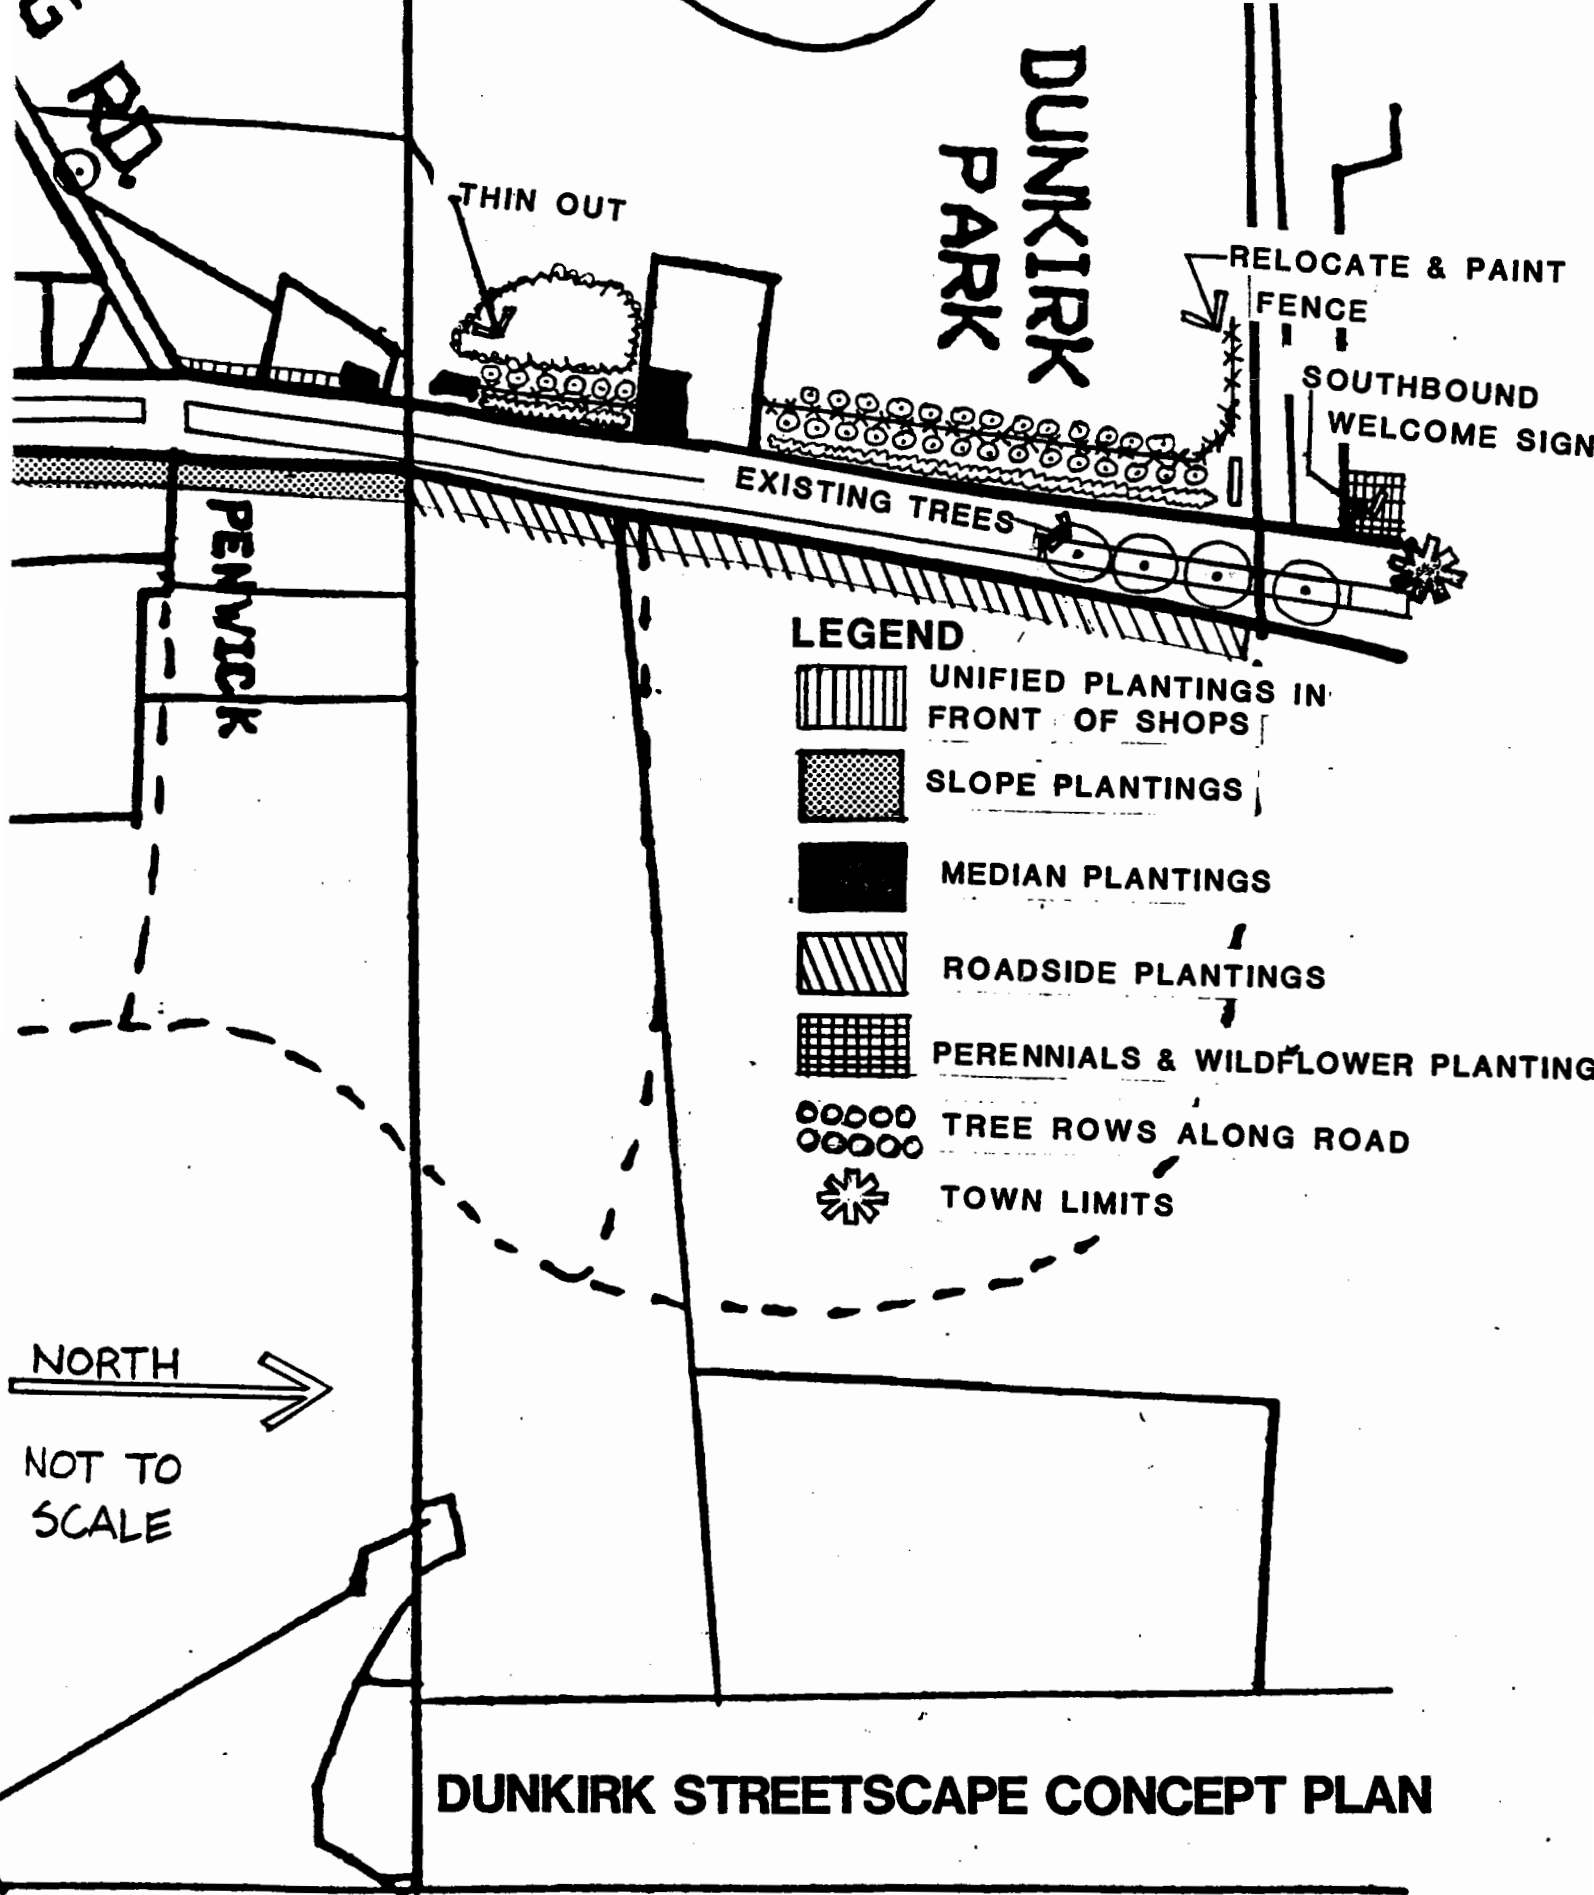 RD.
THIN OUT
DUNKIRK
PARK
RELOCATE & PAINT
FENCE
SOUTHBOUND
WELCOME SIGN
EXISTING TREES
PENWICK
LEGEND
UNIFIED PLANTINGS IN
FRONT OF SHOPS
SLOPE PLANTINGS
MEDIAN PLANTINGS
ROADSIDE PLANTINGS
PERENNIALS & WILDFLOWER PLANTING
TREE ROWS ALONG ROAD
TOWN LIMITS
NORTH
NOT TO
SCALE
DUNKIRK STREETSCAPE CONCEPT PLAN